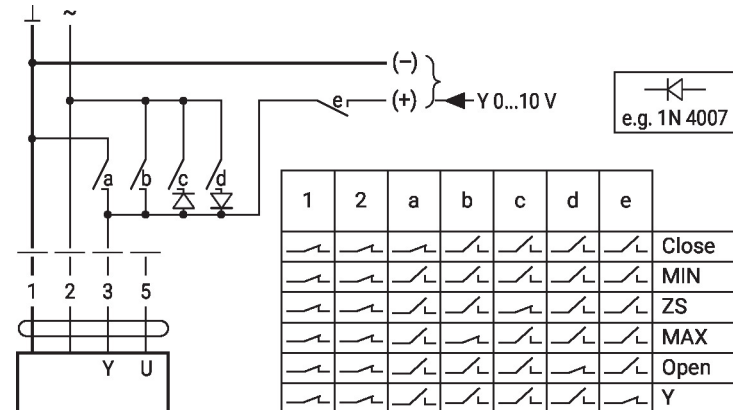 ⊥ ~
(–)
e (+) Y 0...10 V
e.g. 1N 4007
a b c d
1 2 a b c d e
Close
MIN
1 2 3 5
ZS
MAX
Y U
Open
Y